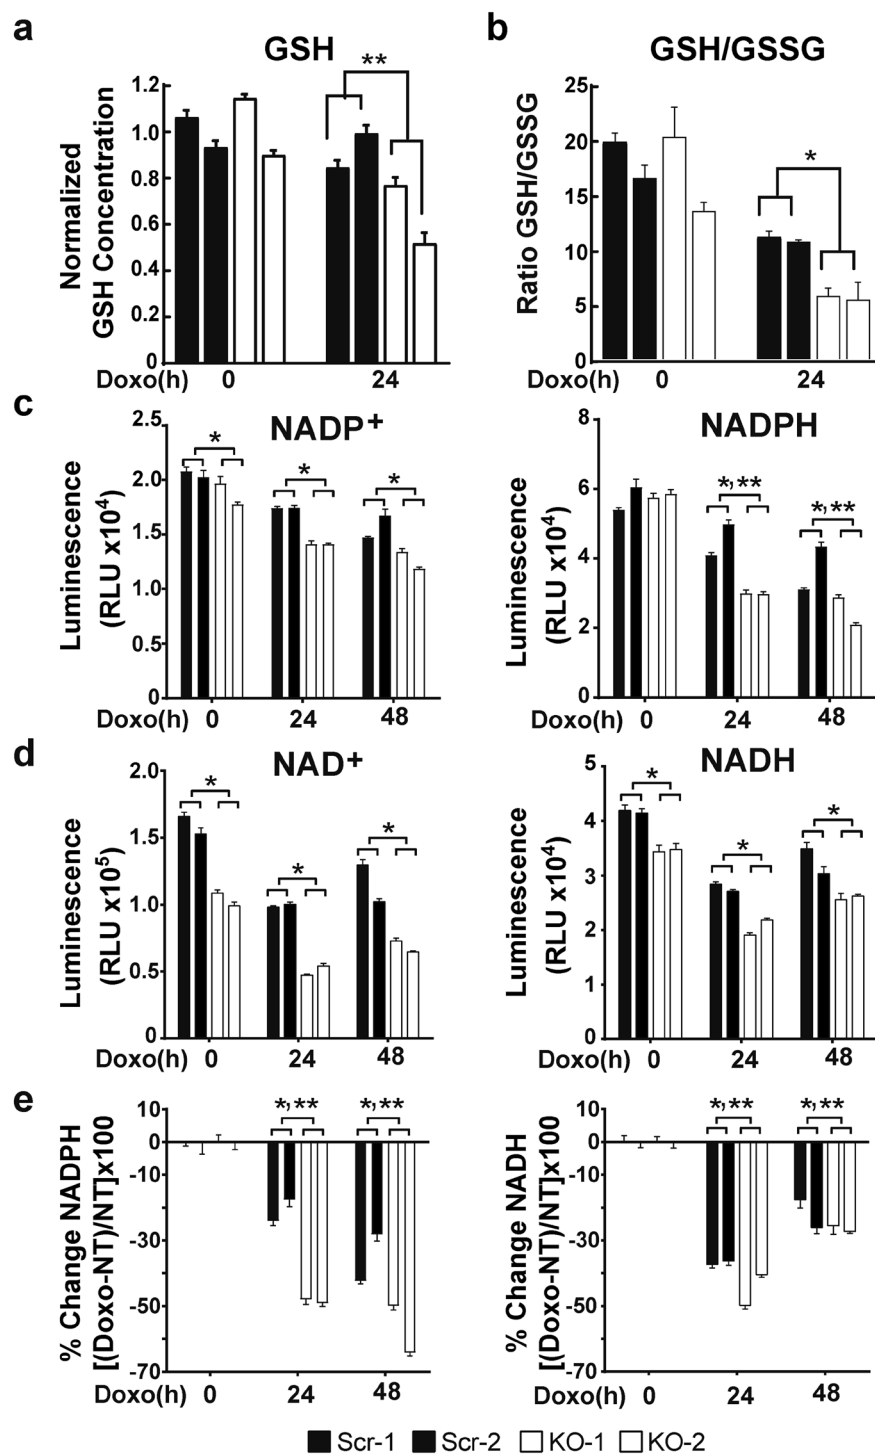 a
GSH
**
Normalized
GSH Concentration
1.2
1.0
0.8
0.6
0.4
1.2
0
Doxo(h)
0
24
b
GSH/GSSG
*
Ratio GSH/GSSG
25
20
15
10
5
0
Doxo(h)
0
24
c
NADP+
* * *
Luminescence
(RLU x10⁴)
2.5
2.0
1.5
1.0
0.5
0
Doxo(h)
0
24
48
NADPH
*,** *,**
Luminescence
(RLU x10⁴)
8
6
4
2
0
Doxo(h)
0
24
48
d
NAD+
* * *
Luminescence
(RLU x10⁵)
2.0
1.5
1.0
0.5
0
Doxo(h)
0
24
48
NADH
* * *
Luminescence
(RLU x10⁴)
5
4
3
2
4
0
Doxo(h)
0
24
48
e
*,** *,**
% Change NADPH
[(Doxo-NT)/NT]x100
10
0
-10
-30
-50
-70
Doxo(h)
0
24
48
*,** *,**
% Change NADH
[(Doxo-NT)/NT]x100
10
0
-10
-30
-50
-70
Doxo(h)
0
24
48
Scr-1 Scr-2 KO-1 KO-2